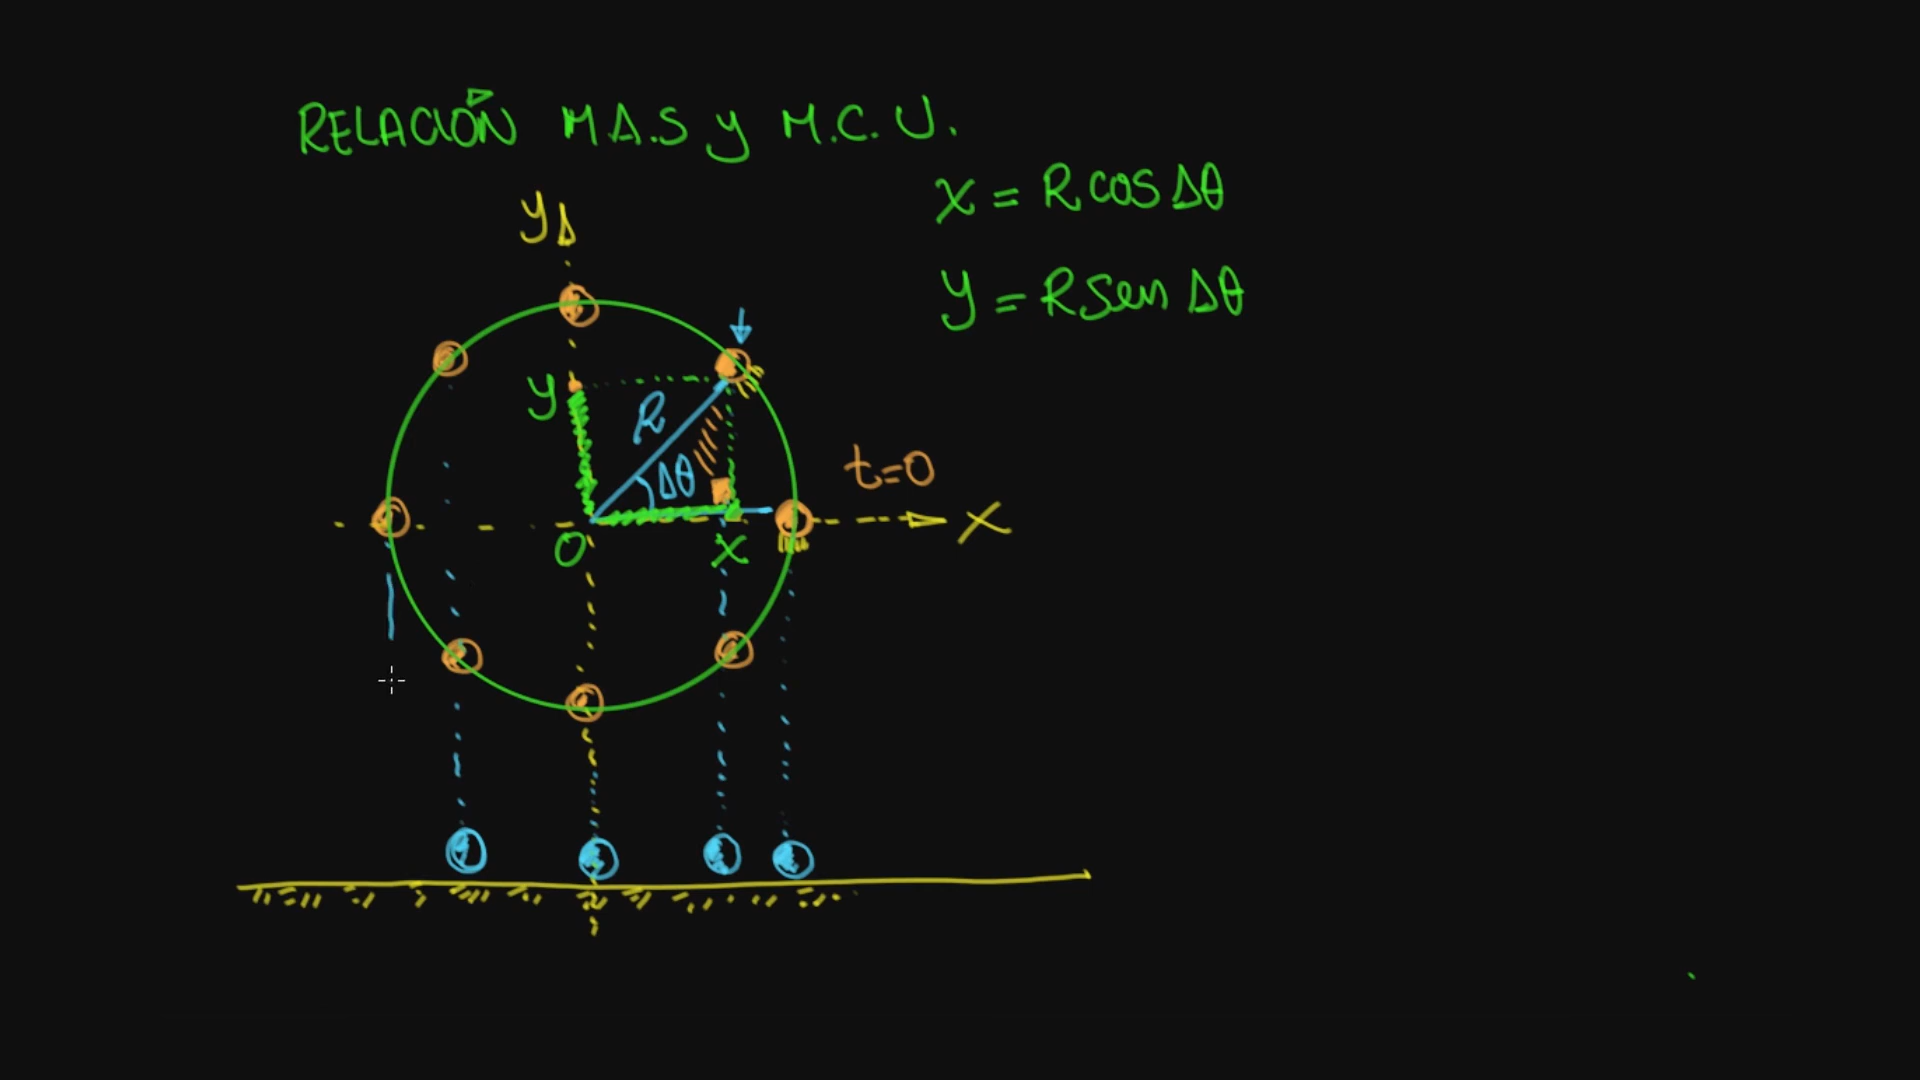 RELACIÓN M.A.S y M.C.U.
x = R cos Δθ
y
y = R sen Δθ
y
R
t=0
Δθ
x
O
x